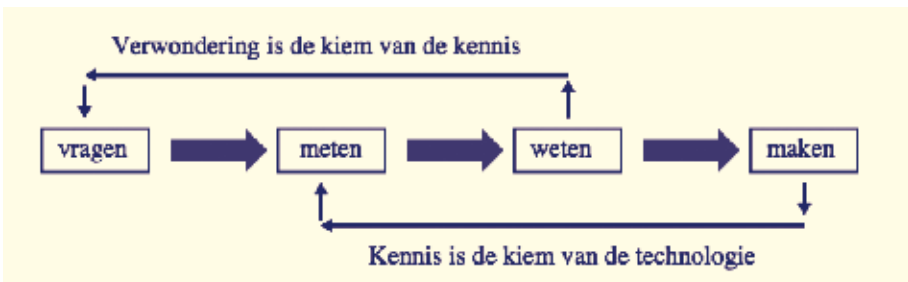 Verwondering is de kiem van de kennis
vragen meten weten maken
Kennis is de kiem van de technologie